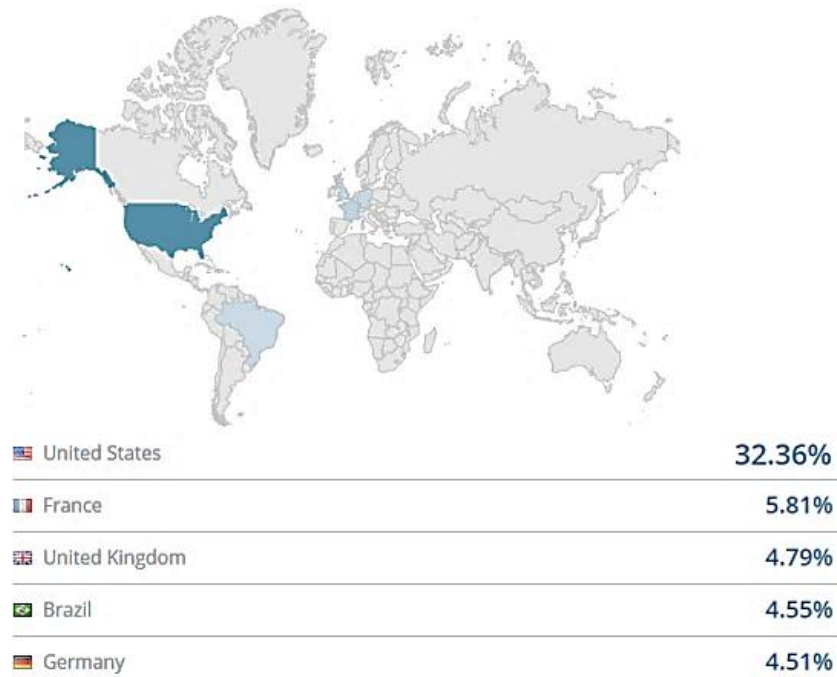 United States 32.36%
France 5.81%
United Kingdom 4.79%
Brazil 4.55%
Germany 4.51%